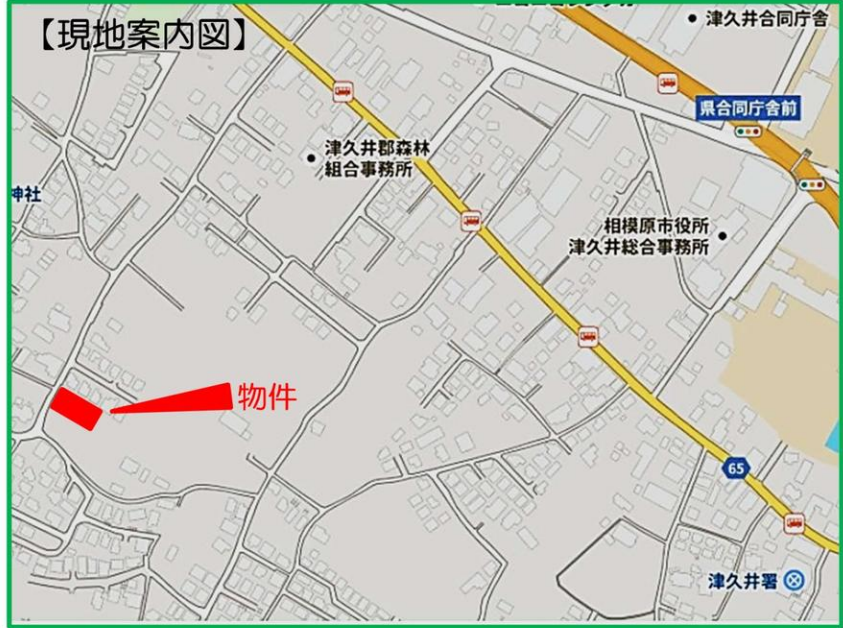 【現地案内図】
津久井合同庁舎
県合同庁舎前
津久井郡森林
組合事務所
神社
相模原市役所
津久井総合事務所
物件
65
津久井署